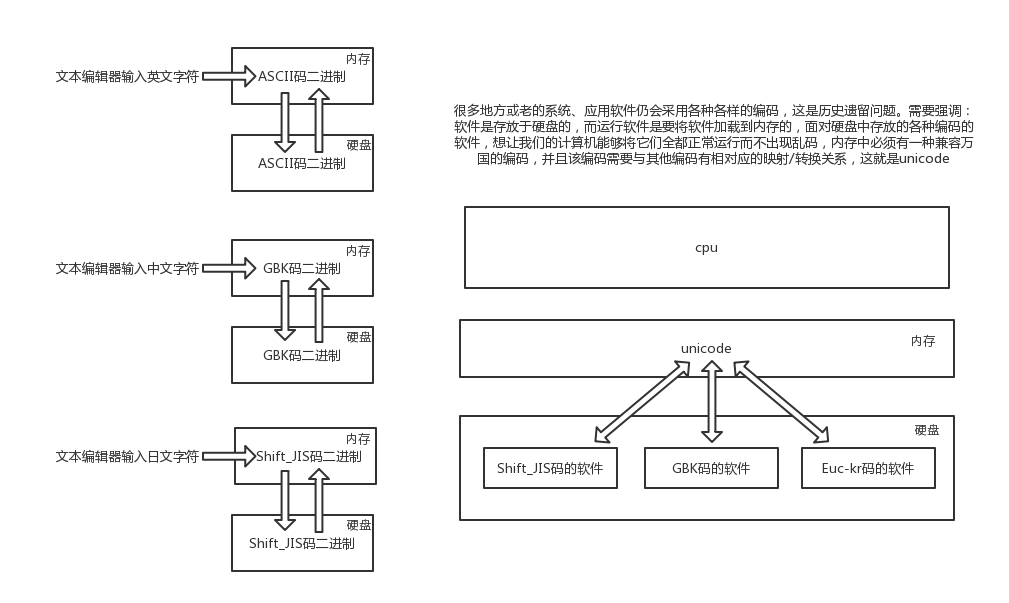 内存
文本编辑器输入英文字符
ASCII码二进制
硬盘
ASCII码二进制
内存
文本编辑器输入中文字符
GBK码二进制
硬盘
GBK码二进制
内存
文本编辑器输入日文字符
Shift_JIS码二进制
硬盘
Shift_JIS码二进制
很多地方或老的系统、应用软件仍会采用各种各样的编码，这是历史遗留问题。需要强调：
软件是存放于硬盘的，而运行软件是要将软件加载到内存的，面对硬盘中存放的各种编码的
软件，想让我们的计算机能够将它们全都正常运行而不出现乱码，内存中必须有一种兼容万
国的编码，并且该编码需要与其他编码有相对应的映射/转换关系，这就是unicode
cpu
内存
unicode
硬盘
Shift_JIS码的软件
GBK码的软件
Euc-kr码的软件